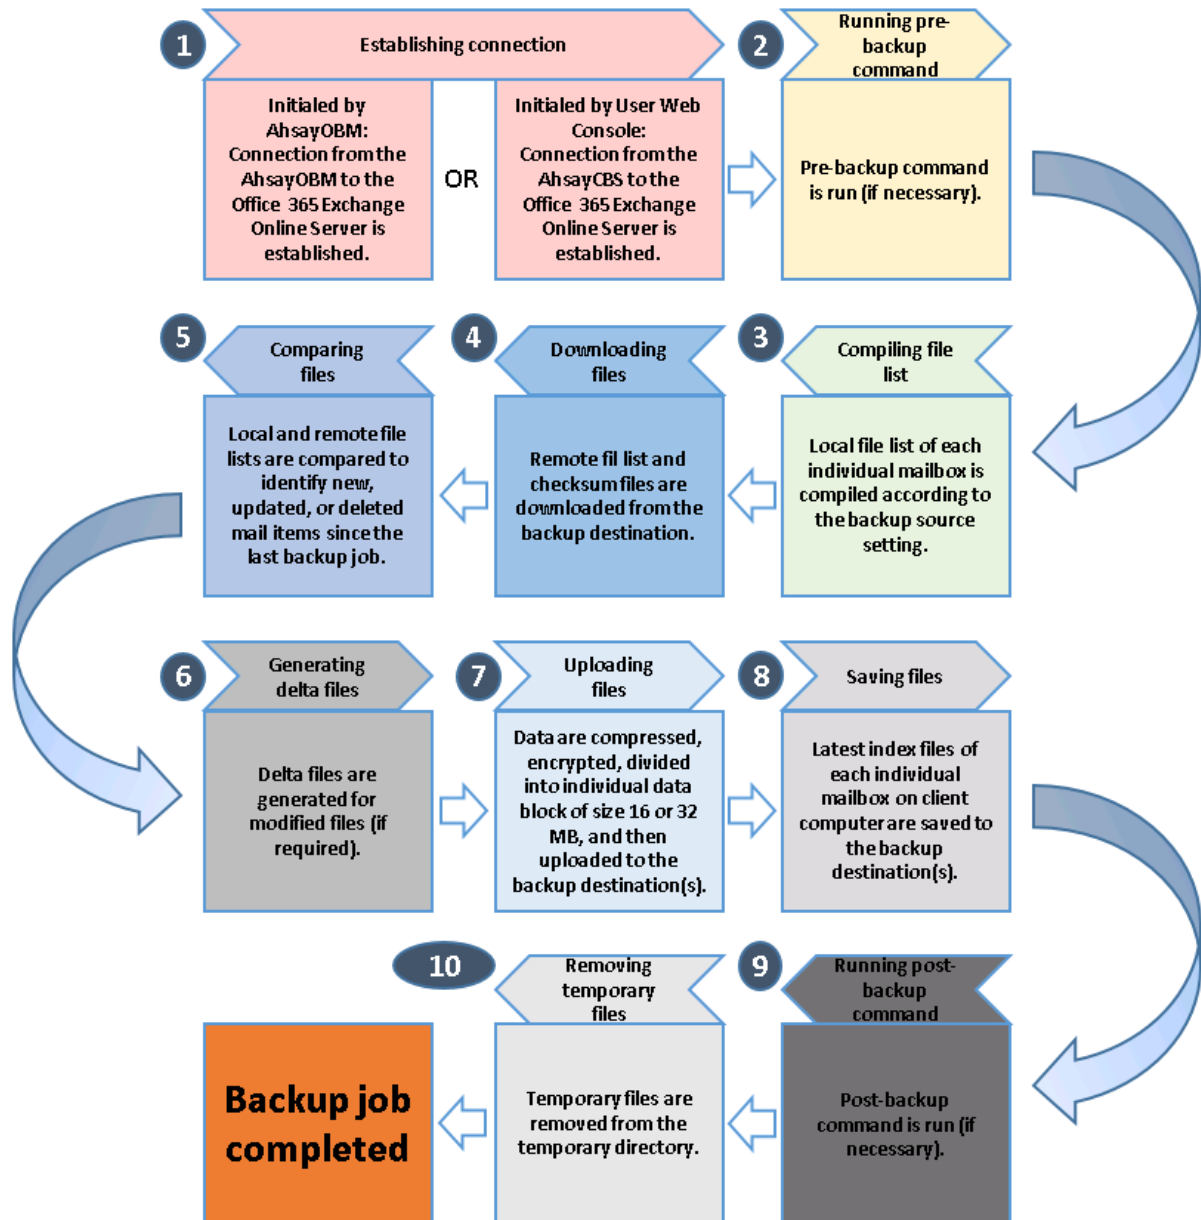 1
Establishing connection
Initialed by
AhsayOBM:
Connection from the
AhsayOBM to the
Office 365 Exchange
Online Server is
established.
OR
Initialed by User Web
Console:
Connection from the
AhsayCBS to the
Office 365 Exchange
Online Server is
established.
2
Running pre-
backup
command
Pre-backup command
is run (if necessary).
3
Compiling file
list
Local file list of each
individual mailbox is
compiled according to
the backup source
setting.
4
Downloading
files
Remote fil list and
checksum files are
downloaded from the
backup destination.
5
Comparing
files
Local and remote file
lists are compared to
identify new,
updated, or deleted
mail items since the
last backup job.
6
Generating
delta files
Delta files are
generated for
modified files (if
required).
7
Uploading
files
Data are compressed,
encrypted, divided
into individual data
block of size 16 or 32
MB, and then
uploaded to the
backup destination(s).
8
Saving files
Latest index files of
each individual
mailbox on client
computer are saved to
the backup
destination(s).
9
Running post-
backup
command
Post-backup
command is run (if
necessary).
10
Removing
temporary
files
Temporary files are
removed from the
temporary directory.
Backup job
completed